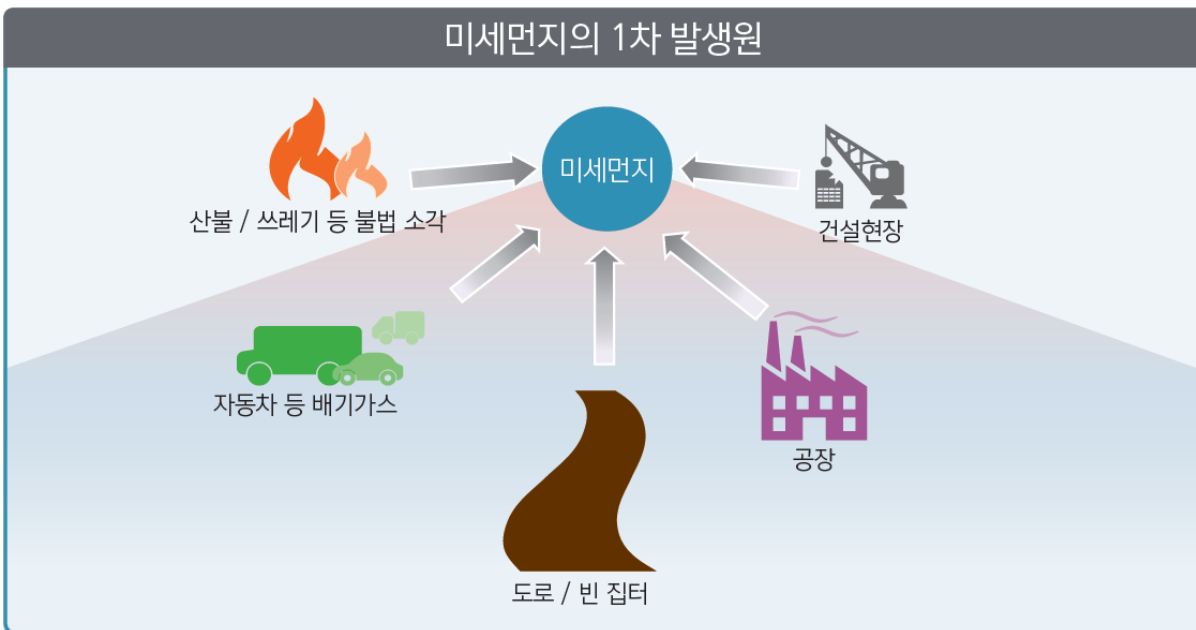 미세먼지의 1차 발생원
미세먼지
산불 / 쓰레기 등 불법 소각
건설현장
자동차 등 배기가스
공장
도로 / 빈 집터